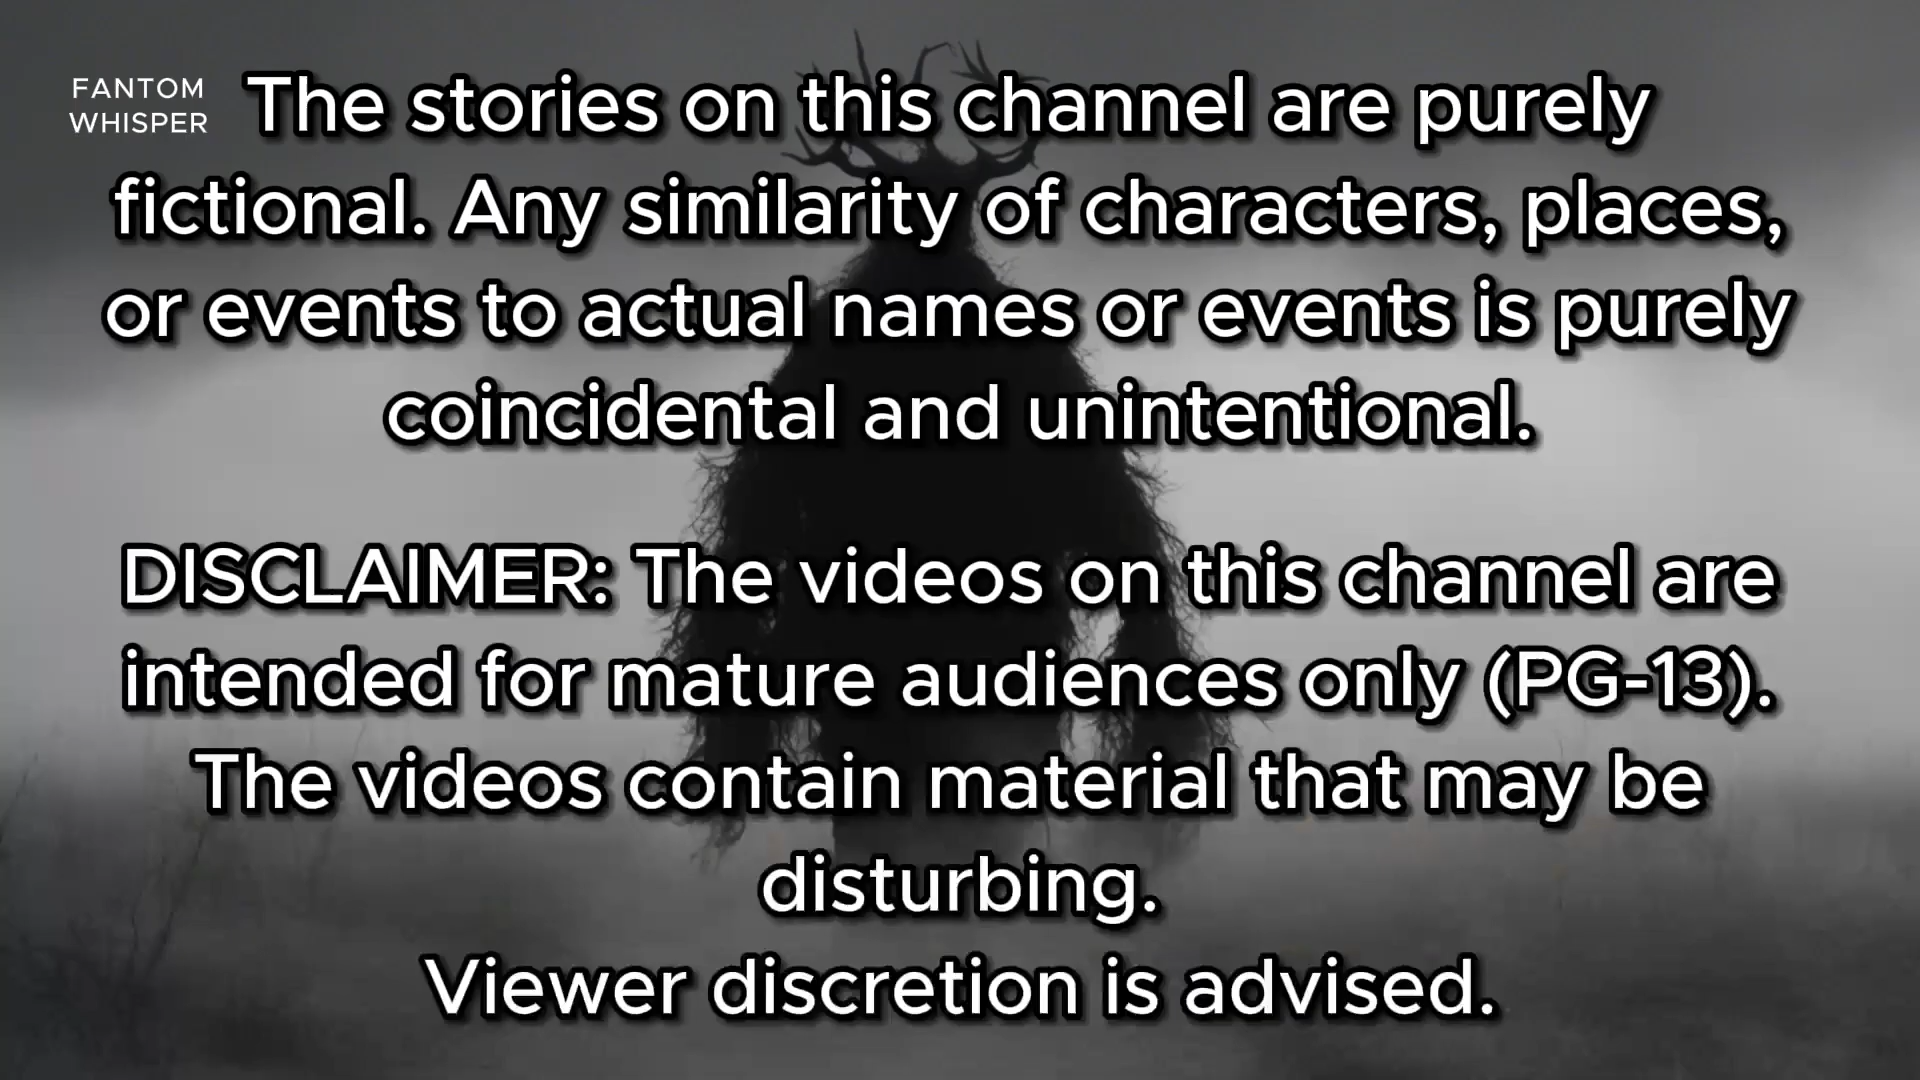 FANTOM
WHISPER
The stories on this channel are purely
fictional. Any similarity of characters, places,
or events to actual names or events is purely
coincidental and unintentional.
DISCLAIMER: The videos on this channel are
intended for mature audiences only (PG-13).
The videos contain material that may be
disturbing.
Viewer discretion is advised.